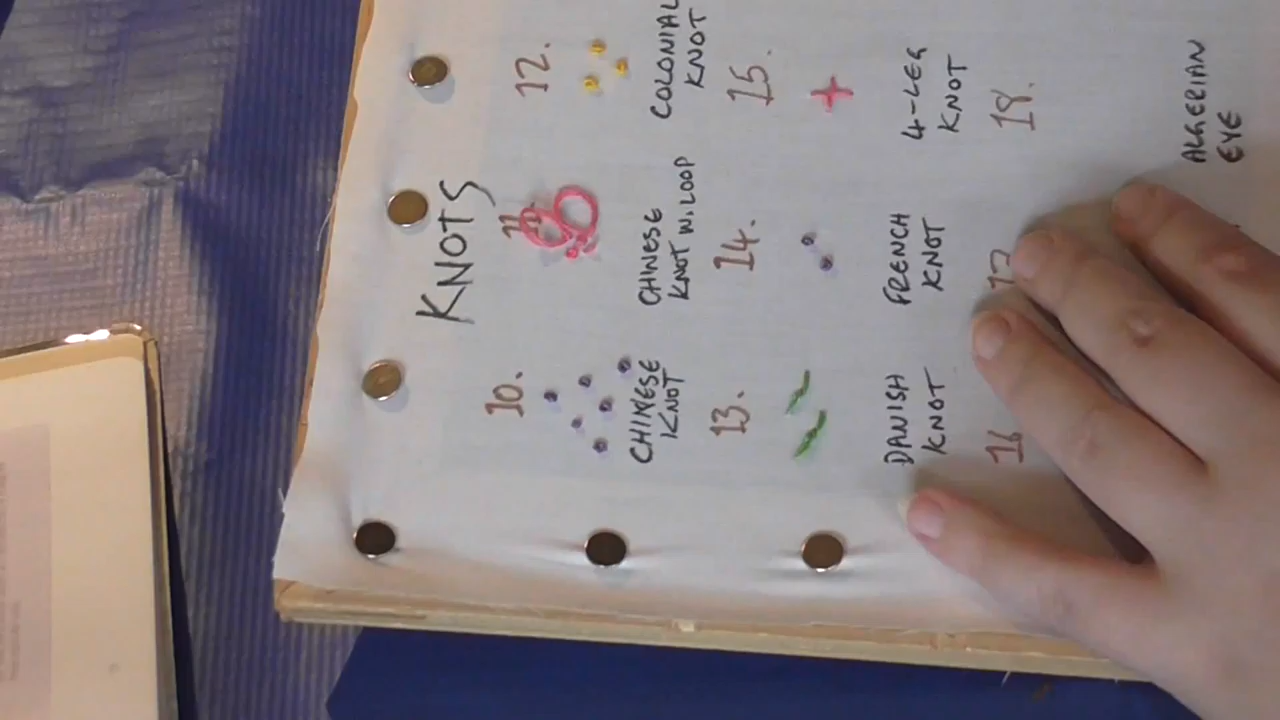 KNOTS
10.
11.
12.
CHINESE
KNOT
CHINESE
KNOT W. LOOP
COLONIAL
KNOT
13.
14.
15.
DANISH
KNOT
FRENCH
KNOT
4-LEG
KNOT
16
17
18.
ALGERIAN
EYE